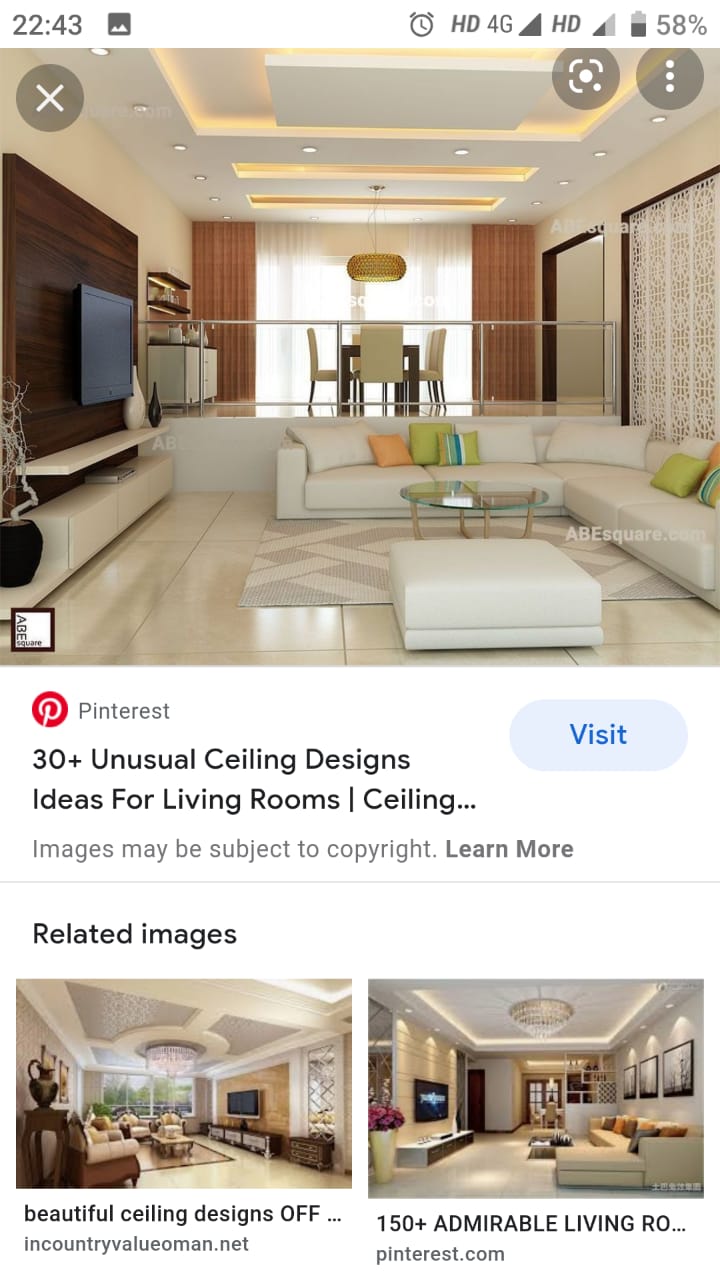 22:43 HD 4G HD 58%
ABEsquare.com
ABEsquare.com
ABE
square
Pinterest
Visit
30+ Unusual Ceiling Designs
Ideas For Living Rooms | Ceiling...
Images may be subject to copyright. Learn More
Related images
beautiful ceiling designs OFF ...
incountryvalueoman.net
150+ ADMIRABLE LIVING RO...
pinterest.com